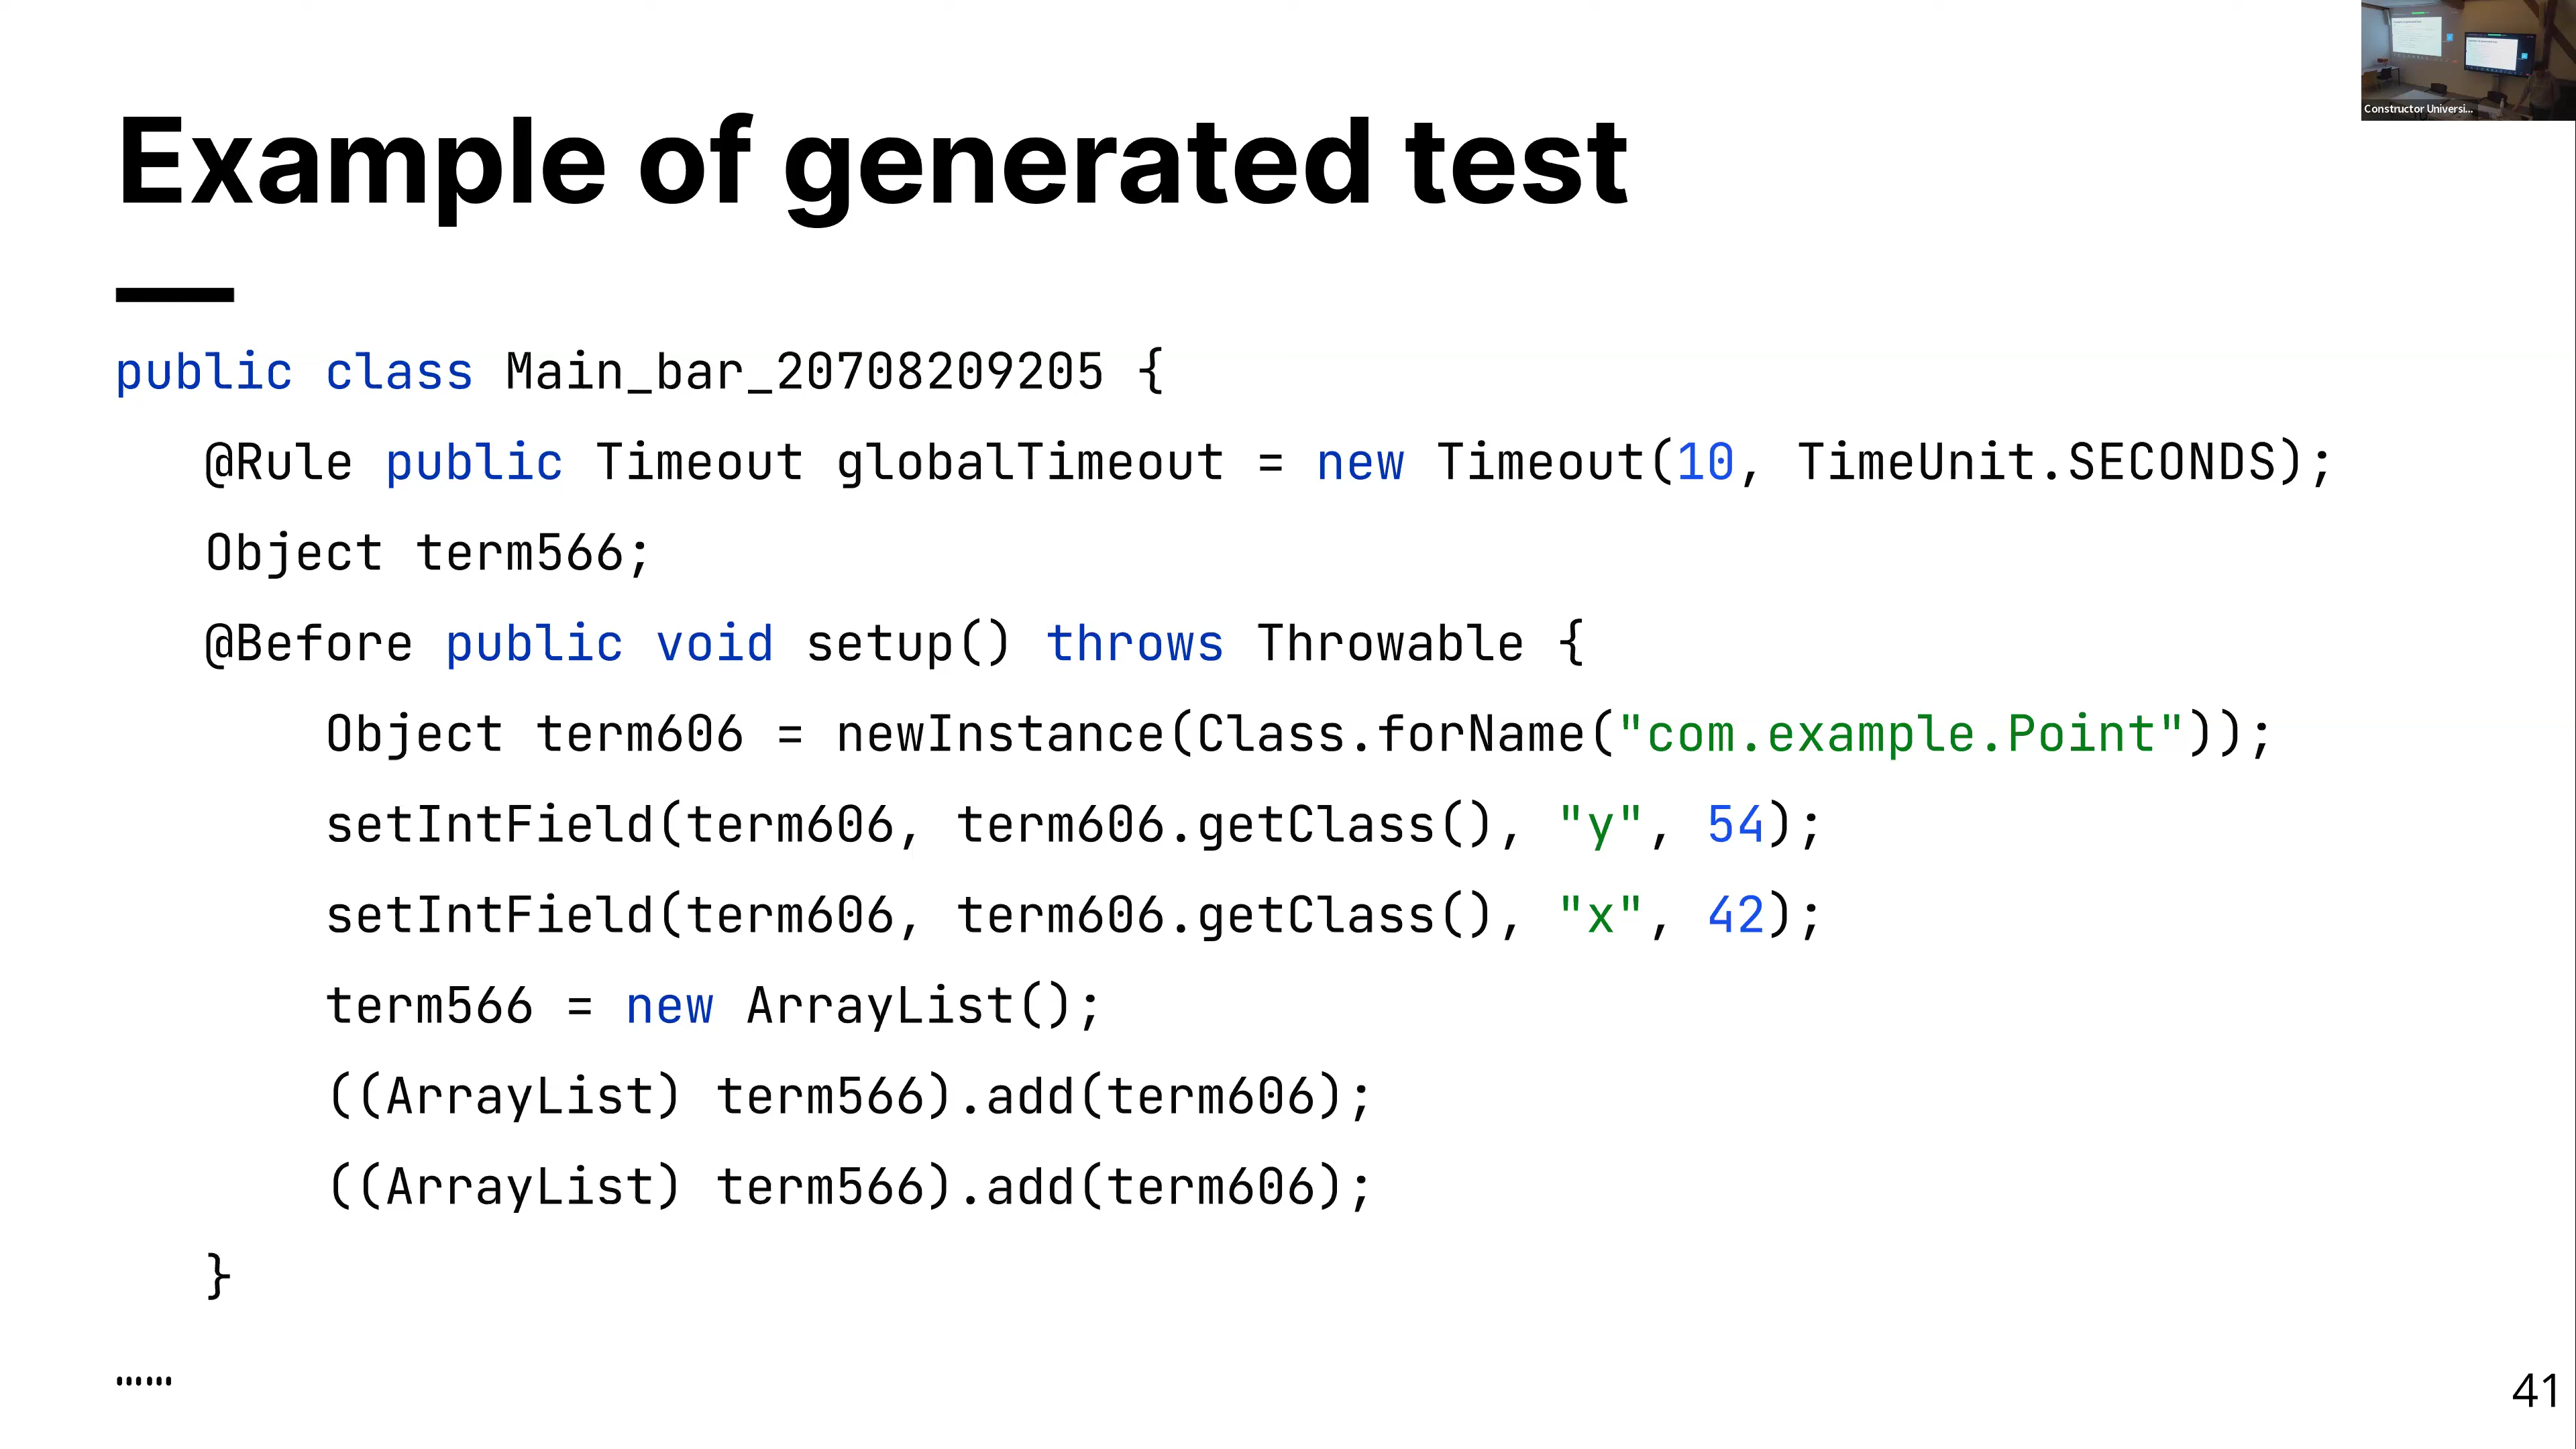 Constructor Universi...
Example of generated test
public class Main_bar_20708209205 {
@Rule public Timeout globalTimeout = new Timeout(10, TimeUnit.SECONDS);
Object term566;
@Before public void setup() throws Throwable {
Object term606 = newInstance(Class.forName("com.example.Point"));
setIntField(term606, term606.getClass(), "y", 54);
setIntField(term606, term606.getClass(), "x", 42);
term566 = new ArrayList();
((ArrayList) term566).add(term606);
((ArrayList) term566).add(term606);
}
……
41